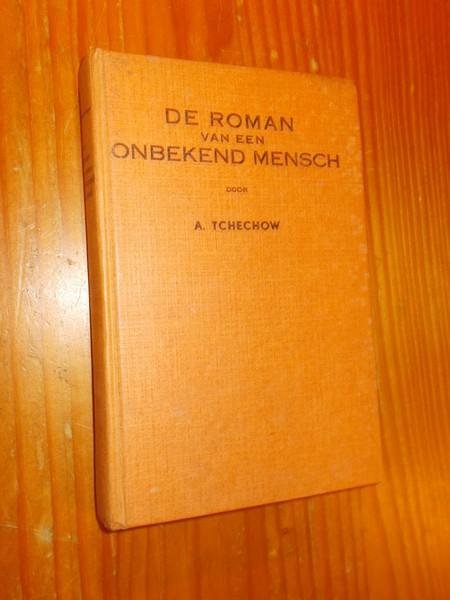 DE ROMAN
VAN EEN
ONBEKEND MENSCH
DOOR
A. TCHECHOW